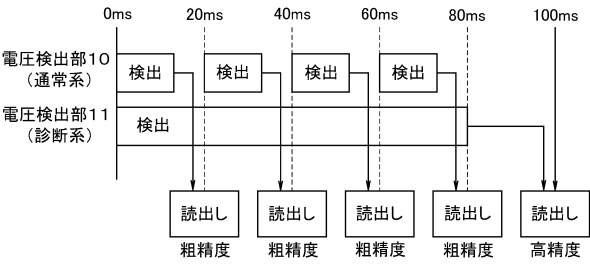 0ms 20ms 40ms 60ms 80ms 100ms
電圧検出部10
(通常系)
検出 検出 検出 検出
電圧検出部11
(診断系)
検出
読出し 読出し 読出し 読出し 読出し
粗精度 粗精度 粗精度 粗精度 高精度